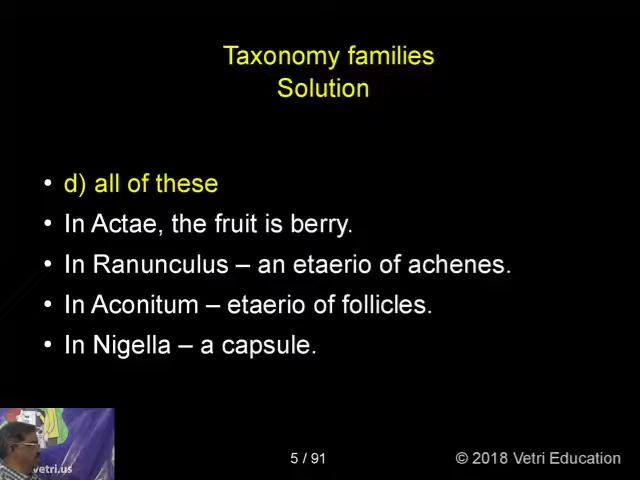 Taxonomy families
Solution
• d) all of these
• In Actae, the fruit is berry.
• In Ranunculus – an etaerio of achenes.
• In Aconitum – etaerio of follicles.
• In Nigella – a capsule.
vetri.us
5 / 91
© 2018 Vetri Education